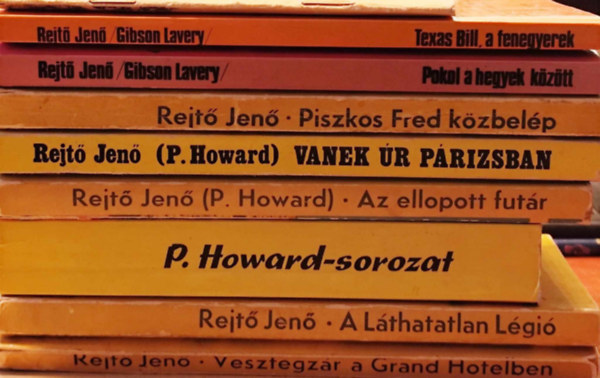 Rejtő Jenő /Gibson Lavery/ Texas Bill, a fenegyerek
Rejtő Jenő /Gibson Lavery/ Pokol a hegyek között
Rejtő Jenő · Piszkos Fred közbelép
Rejtő Jenő (P. Howard) VANEK ÚR PÁRIZSBAN
Rejtő Jenő (P. Howard) · Az ellopott futár
P. Howard-sorozat
Rejtő Jenő · A Láthatatlan Légió
Rejtő Jenő · Vesztegzár a Grand Hotelben